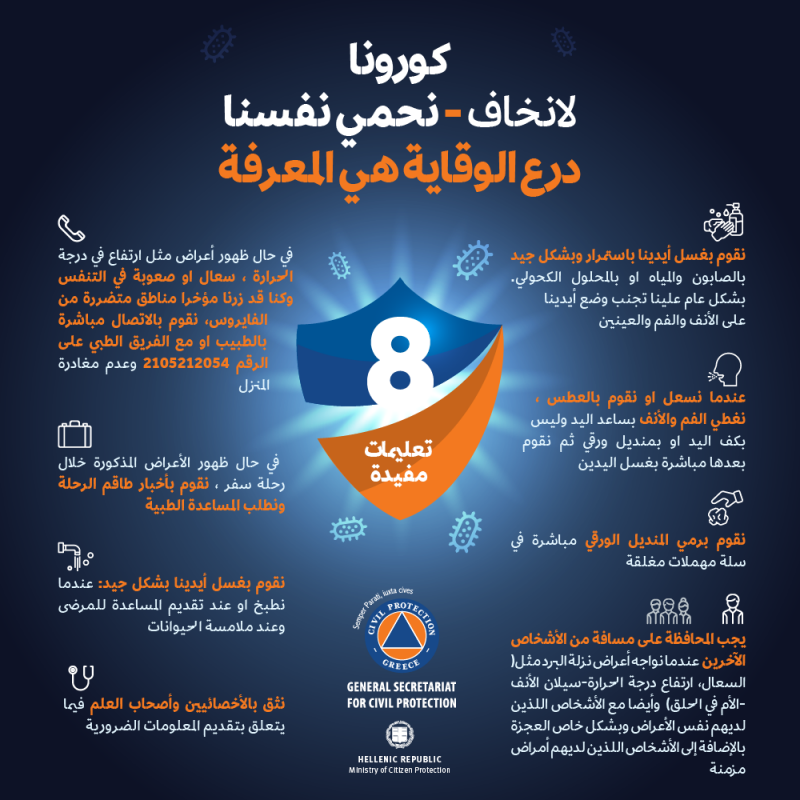 كورونا
لانخاف - نحمي نفسنا
درع الوقاية هي المعرفة
نقوم بغسل أيدينا باستمرار وبشكل جيد
بالصابون والمياه او بالمحلول الكحولي.
بشكل عام علينا تجنب وضع أيدينا
على الأنف والفم والعينين
عندما نسعل او نقوم بالعطس ،
نغطي الفم والأنف بساعد اليد وليس
بكف اليد او بمنديل ورقي ثم نقوم
بعدها مباشرة بغسل اليدين
نقوم برمي المنديل الورقي مباشرة في
سلة مهملات مغلقة
يجب المحافظة على مسافة من الأشخاص
الآخرين عندما نواجه أعراض نزلة البرد مثل(
السعال، ارتفاع درجة الحرارة-سيلان الأنف
-الأم في الحلق) وأيضا مع الأشخاص اللذين
لديهم نفس الأعراض وبشكل خاص العجزة
بالإضافة إلى الأشخاص اللذين لديهم أمراض
مزمنة
8
تعليمات
مفيدة
في حال ظهور أعراض مثل ارتفاع في درجة
الحرارة ، سعال او صعوبة في التنفس
وكنا قد زرنا مؤخرا مناطق متضررة من
الفايروس، نقوم بالاتصال مباشرة
بالطبيب او مع الفريق الطبي على
الرقم 2105212054 وعدم مغادرة
المنزل
في حال ظهور الأعراض المذكورة خلال
رحلة سفر ، نقوم بأخبار طاقم الرحلة
ونطلب المساعدة الطبية
نقوم بغسل أيدينا بشكل جيد: عندما
نطبخ او عند تقديم المساعدة للمرضى
وعند ملامسة الحيوانات
نثق بالأخصائيين وأصحاب العلم فيما
يتعلق بتقديم المعلومات الضرورية
Semper Parati, iuxta cives
CIVIL PROTECTION
GREECE
GENERAL SECRETARIAT
FOR CIVIL PROTECTION
HELLENIC REPUBLIC
Ministry of Citizen Protection